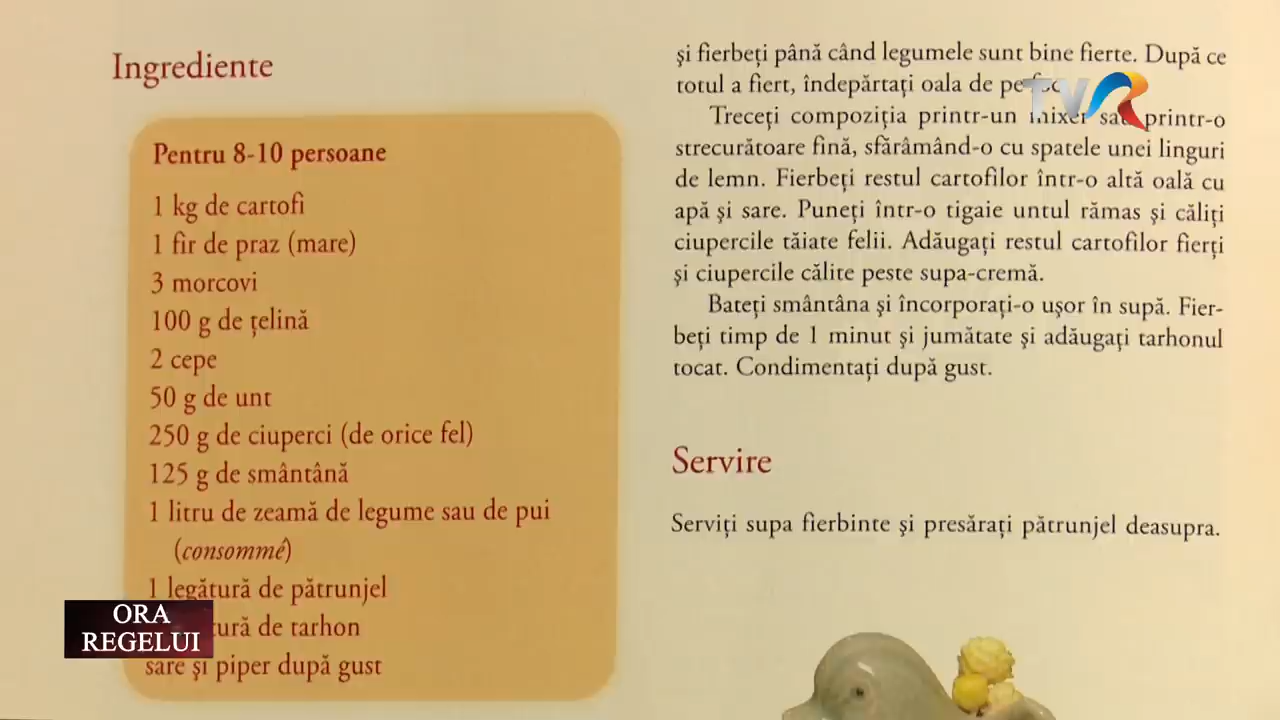 Ingrediente
Pentru 8-10 persoane
1 kg de cartofi
1 fir de praz (mare)
3 morcovi
100 g de țelină
2 cepe
50 g de unt
250 g de ciuperci (de orice fel)
125 g de smântână
1 litru de zeamă de legume sau de pui
(consommé)
1 legătură de pătrunjel
de tarhon
sare și piper după gust
și fierbeți până când legumele sunt bine fierte. După ce
totul a fiert, îndepărtați oala de pe
Treceți compoziția printr-un mixer sau printr-o
strecurătoare fină, sfărâmând-o cu spatele unei linguri
de lemn. Fierbeți restul cartofilor într-o altă oală cu
apă și sare. Puneți într-o tigaie untul rămas și căliți
ciupercile tăiate felii. Adăugați restul cartofilor fierți
și ciupercile călite peste supa-cremă.
Bateți smântâna și încorporați-o ușor în supă. Fier-
beți timp de 1 minut și jumătate și adăugați tarhonul
tocat. Condimentați după gust.
Servire
Serviți supa fierbinte și presărați pătrunjel deasupra.
TVR
ORA
REGELUI